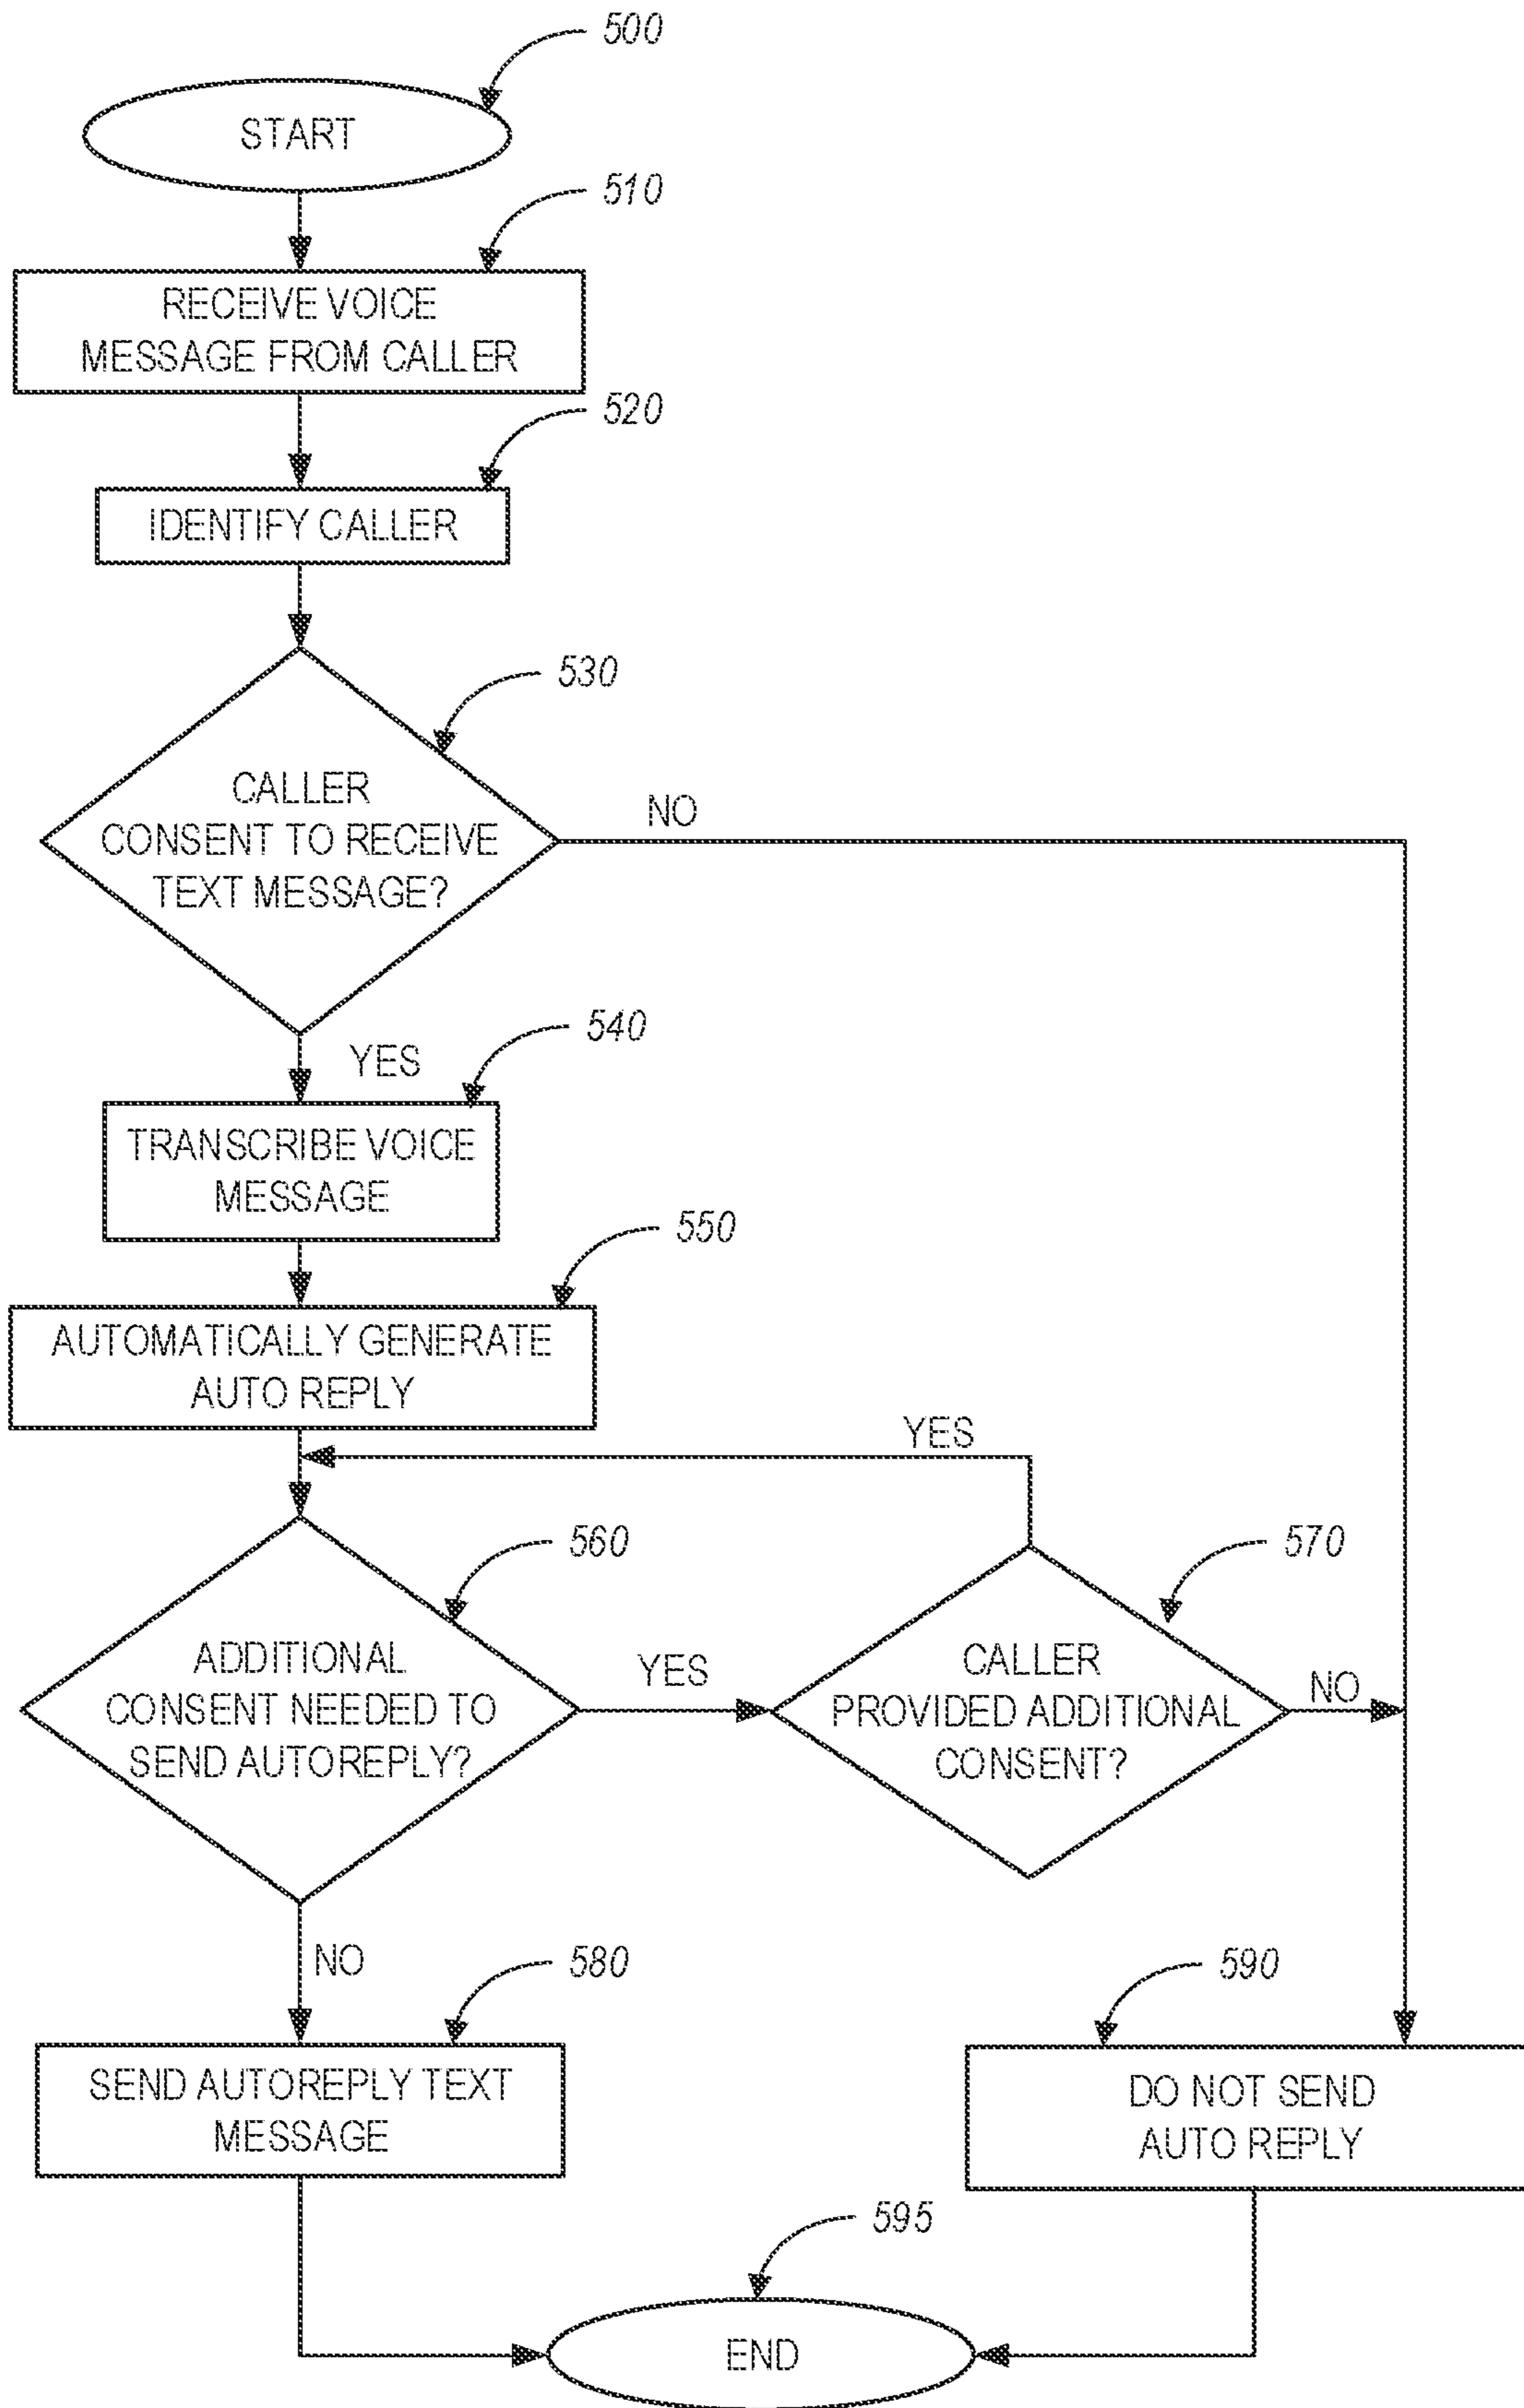 500
START
510
RECEIVE VOICE
MESSAGE FROM CALLER
520
IDENTIFY CALLER
530
CALLER
CONSENT TO RECEIVE
TEXT MESSAGE?
NO
YES
540
TRANSCRIBE VOICE
MESSAGE
550
AUTOMATICALLY GENERATE
AUTO REPLY
YES
560
ADDITIONAL
CONSENT NEEDED TO
SEND AUTOREPLY?
YES
570
CALLER
PROVIDED ADDITIONAL
CONSENT?
NO
NO
580
SEND AUTOREPLY TEXT
MESSAGE
590
DO NOT SEND
AUTO REPLY
595
END